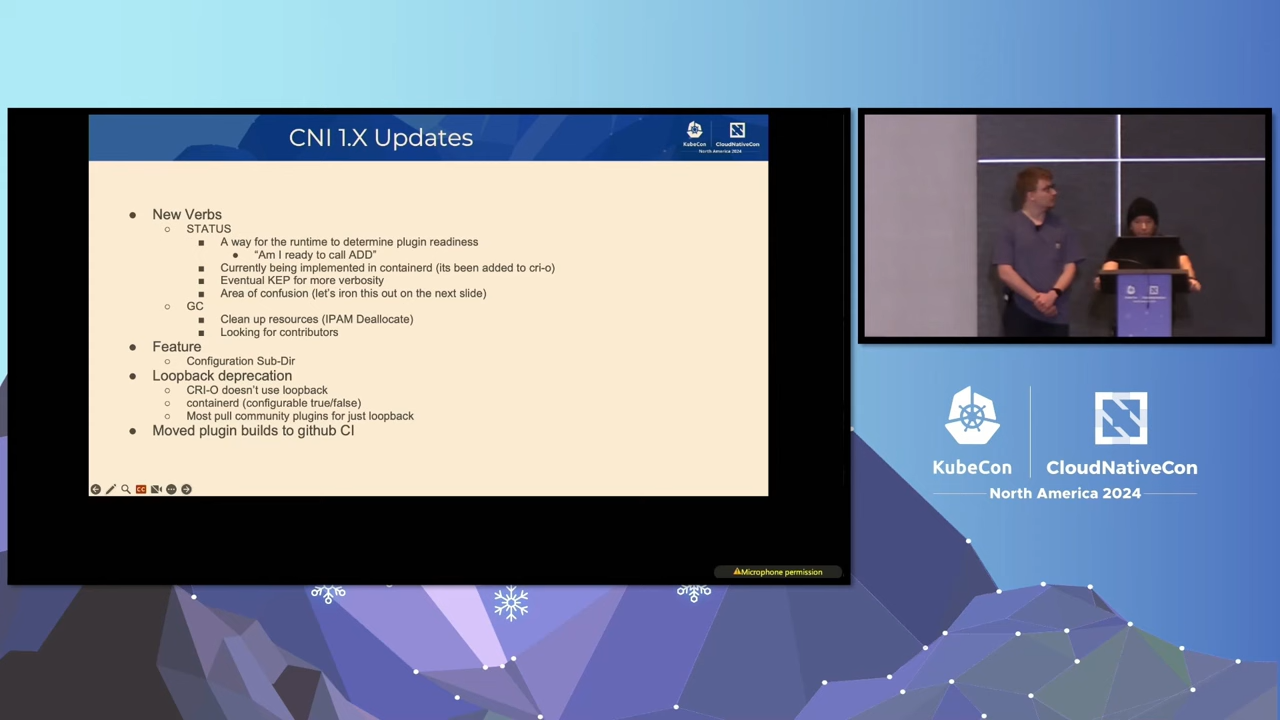 CNI 1.X Updates
KubeCon
CloudNativeCon
North America 2024
● New Verbs
○ STATUS
■ A way for the runtime to determine plugin readiness
● “Am I ready to call ADD”
■ Currently being implemented in containerd (its been added to cri-o)
■ Eventual KEP for more verbosity
■ Area of confusion (let’s iron this out on the next slide)
○ GC
■ Clean up resources (IPAM Deallocate)
■ Looking for contributors
● Feature
○ Configuration Sub-Dir
● Loopback deprecation
○ CRI-O doesn’t use loopback
○ containerd (configurable true/false)
○ Most pull community plugins for just loopback
● Moved plugin builds to github CI
CC
Microphone permission
KubeCon
CloudNativeCon
North America 2024